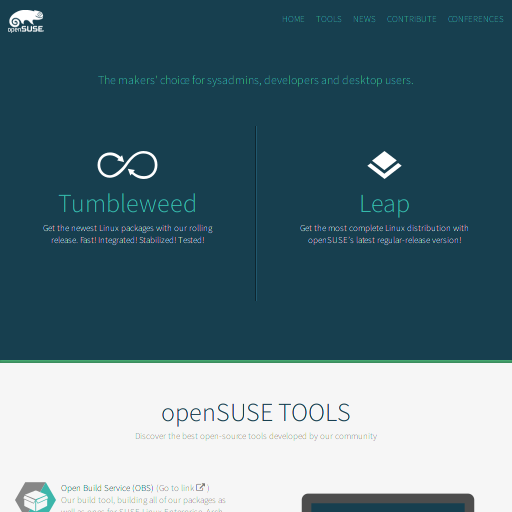 openSUSE.
HOME TOOLS NEWS CONTRIBUTE CONFERENCES
The makers' choice for sysadmins, developers and desktop users.
Tumbleweed
Get the newest Linux packages with our rolling
release. Fast! Integrated! Stabilized! Tested!
Leap
Get the most complete Linux distribution with
openSUSE's latest regular-release version!
openSUSE TOOLS
Discover the best open-source tools developed by our community
Open Build Service (OBS) (Go to link )
Our build tool, building all of our packages as
well as ones for SUSE Linux Enterprise, Arch